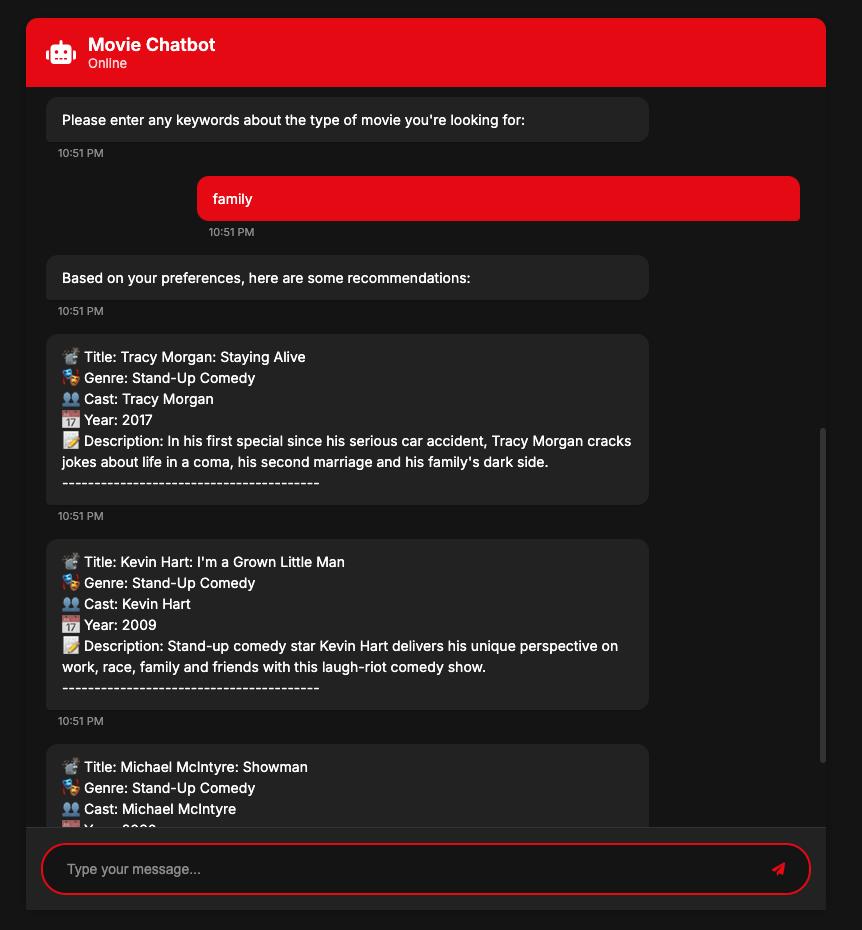 Movie Chatbot
Online
Please enter any keywords about the type of movie you're looking for:
10:51 PM
family
10:51 PM
Based on your preferences, here are some recommendations:
10:51 PM
Title: Tracy Morgan: Staying Alive
Genre: Stand-Up Comedy
Cast: Tracy Morgan
17 Year: 2017
Description: In his first special since his serious car accident, Tracy Morgan cracks
jokes about life in a coma, his second marriage and his family's dark side.
----------------------------------------
10:51 PM
Title: Kevin Hart: I'm a Grown Little Man
Genre: Stand-Up Comedy
Cast: Kevin Hart
17 Year: 2009
Description: Stand-up comedy star Kevin Hart delivers his unique perspective on
work, race, family and friends with this laugh-riot comedy show.
----------------------------------------
10:51 PM
Title: Michael McIntyre: Showman
Genre: Stand-Up Comedy
Cast: Michael McIntyre
Type your message...